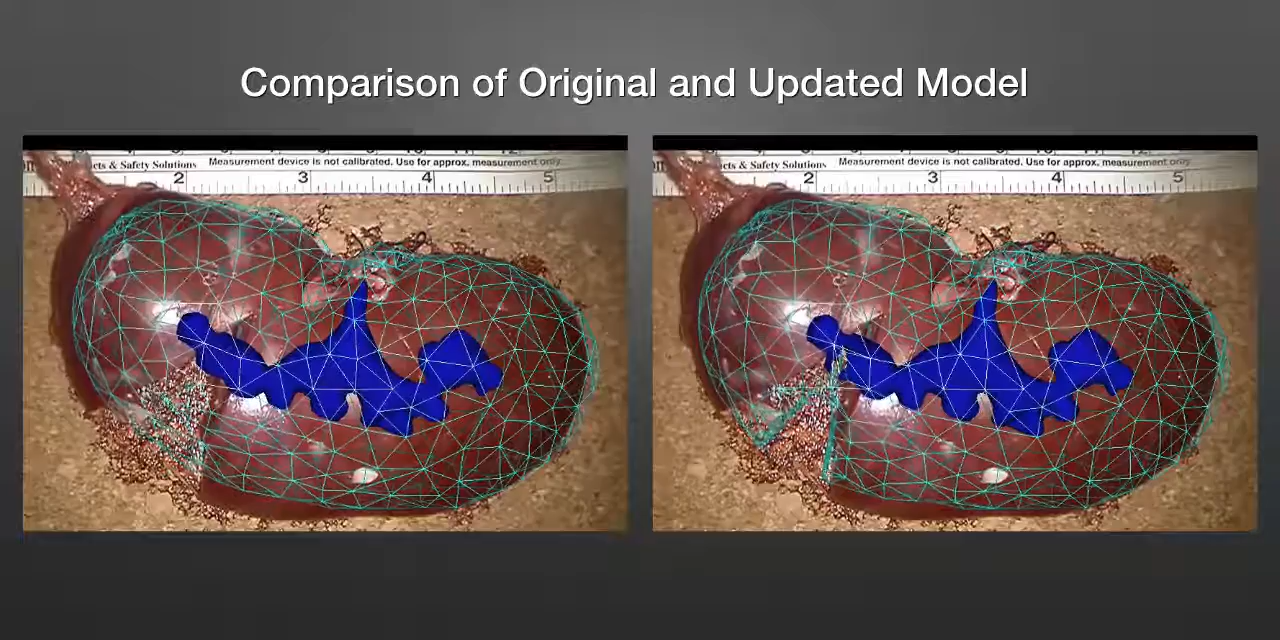 Comparison of Original and Updated Model
cts & Safety Solutions Measurement device is not calibrated. Use for approx. measurement only.
2 3 4 5
cts & Safety Solutions Measurement device is not calibrated. Use for approx. measurement only.
2 3 4 5